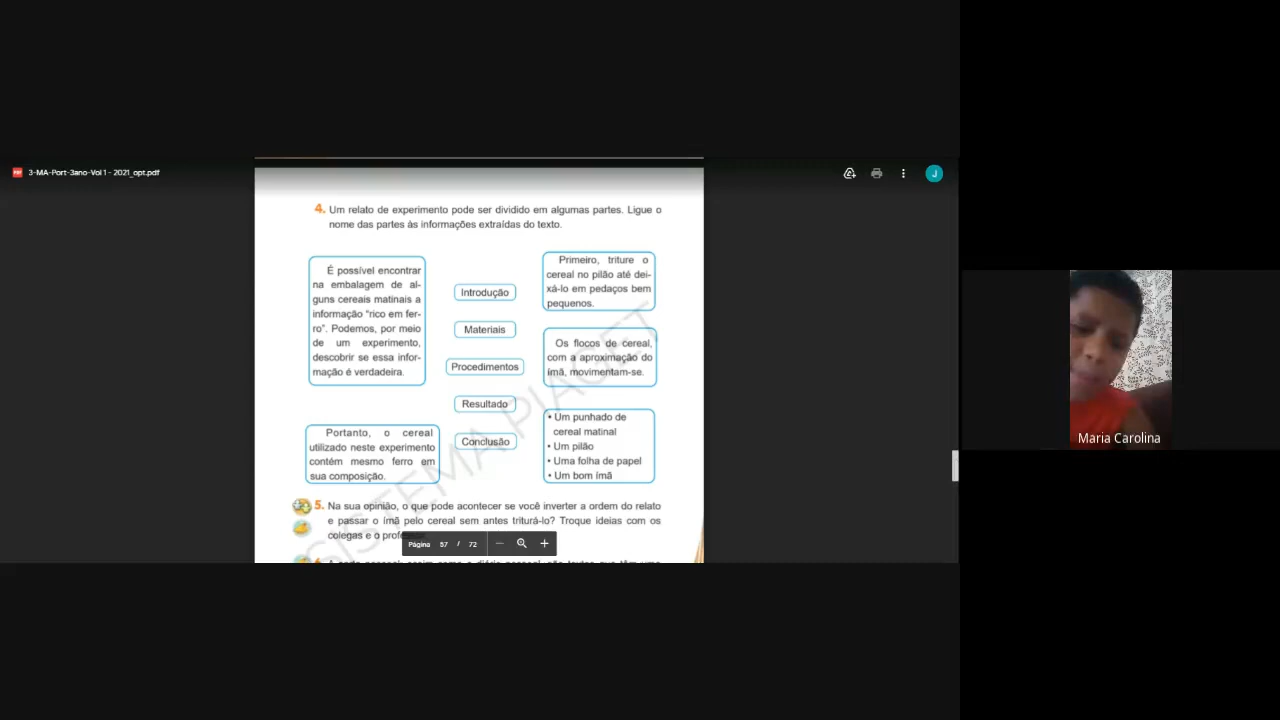 3-MA-Port-3ano-Vol 1 - 2021_opt.pdf
J
4. Um relato de experimento pode ser dividido em algumas partes. Ligue o
nome das partes às informações extraídas do texto.
É possível encontrar
na embalagem de al-
guns cereais matinais a
informação "rico em fer-
ro". Podemos, por meio
de um experimento,
descobrir se essa infor-
mação é verdadeira.
Portanto, o cereal
utilizado neste experimento
contém mesmo ferro em
sua composição.
Introdução
Materiais
Procedimentos
Resultado
Conclusão
Primeiro, triture o
cereal no pilão até dei-
xá-lo em pedaços bem
pequenos.
Os flocos de cereal,
com a aproximação do
ímã, movimentam-se.
• Um punhado de
cereal matinal
• Um pilão
• Uma folha de papel
• Um bom ímã
SISTEMA PIAGET
5. Na sua opinião, o que pode acontecer se você inverter a ordem do relato
e passar o ímã pelo cereal sem antes triturá-lo? Troque ideias com os
colegas e o
Página 57 / 72
Maria Carolina